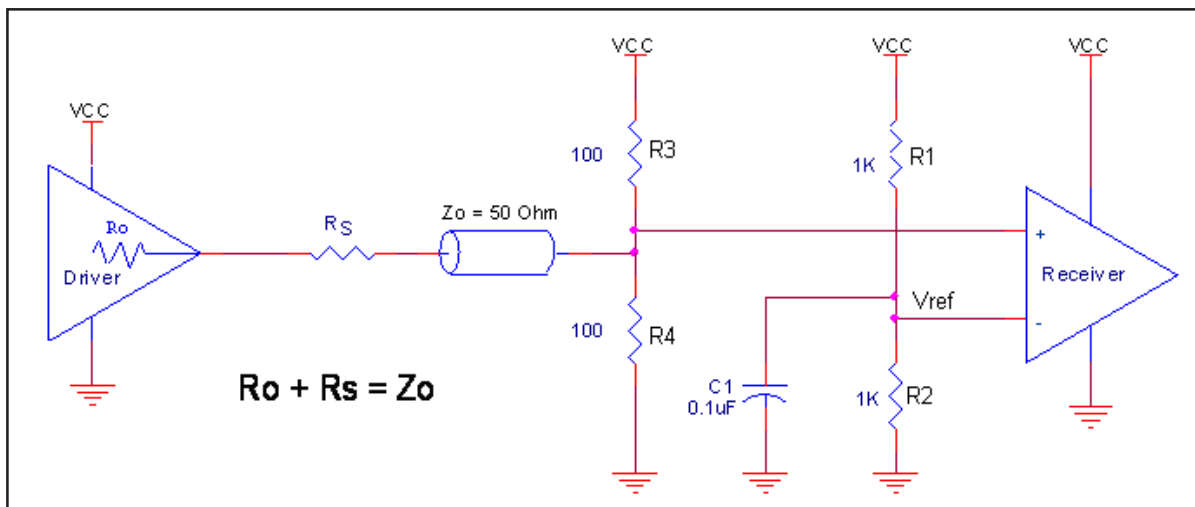 VCC
VCC
VCC
VCC
R3
100
R1
1K
Ro
Driver
RS
Zo = 50 Ohm
+
Receiver
Vref
-
R4
100
Ro + Rs = Zo
C1
0.1uF
R2
1K